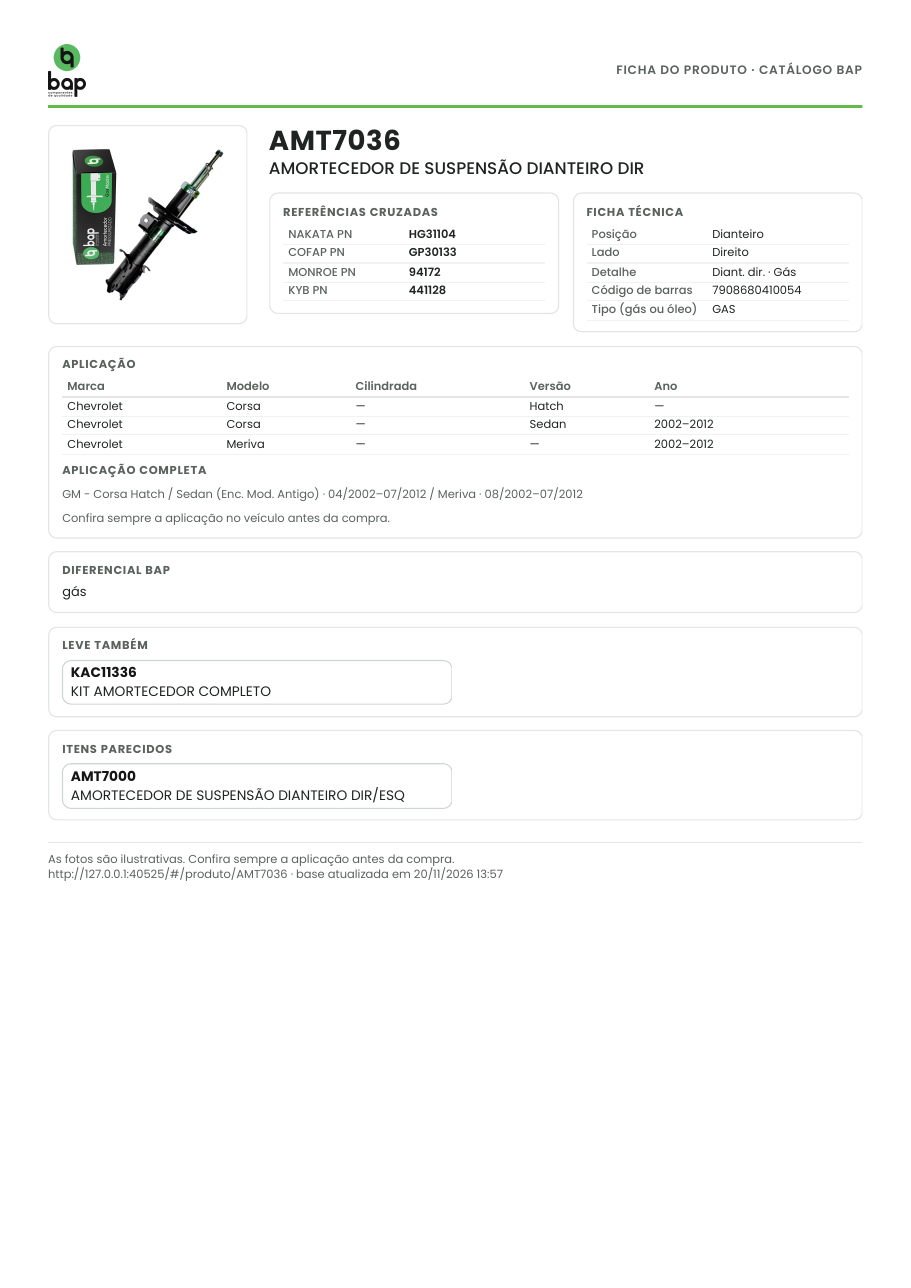 bap
FICHA DO PRODUTO · CATÁLOGO BAP
AMT7036
AMORTECEDOR DE SUSPENSÃO DIANTEIRO DIR
bap
Amortecedor
REFERÊNCIAS CRUZADAS
NAKATA PN HG31104
COFAP PN GP30133
MONROE PN 94172
KYB PN 441128
FICHA TÉCNICA
Posição Dianteiro
Lado Direito
Detalhe Diant. dir. · Gás
Código de barras 7908680410054
Tipo (gás ou óleo) GAS
APLICAÇÃO
Marca Modelo Cilindrada Versão Ano
Chevrolet Corsa — Hatch —
Chevrolet Corsa — Sedan 2002–2012
Chevrolet Meriva — — 2002–2012
APLICAÇÃO COMPLETA
GM - Corsa Hatch / Sedan (Enc. Mod. Antigo) · 04/2002–07/2012 / Meriva · 08/2002–07/2012
Confira sempre a aplicação no veículo antes da compra.
DIFERENCIAL BAP
gás
LEVE TAMBÉM
KAC11336
KIT AMORTECEDOR COMPLETO
ITENS PARECIDOS
AMT7000
AMORTECEDOR DE SUSPENSÃO DIANTEIRO DIR/ESQ
As fotos são ilustrativas. Confira sempre a aplicação antes da compra.
http://127.0.0.1:40525/#/produto/AMT7036 · base atualizada em 20/11/2026 13:57